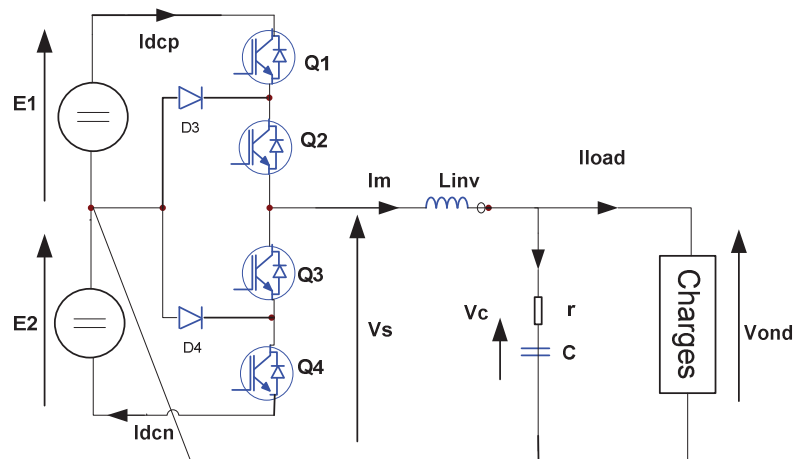 Idcp
Q1
E1
D3
Q2
Im
Linv
Iload
Q3
E2
D4
Vs
Vc
r
C
Charges
Vond
Q4
Idcn